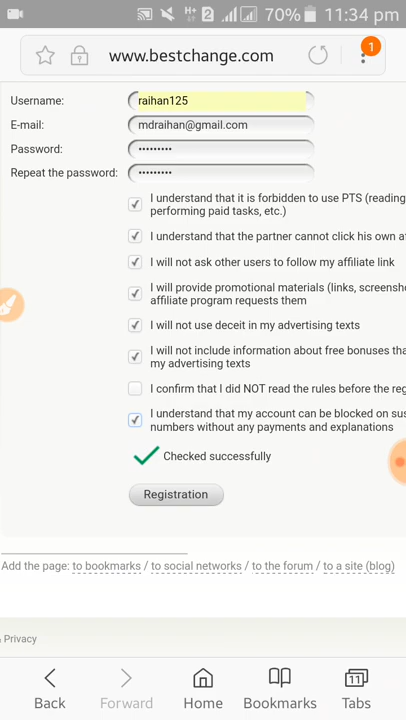 H+ 2 70% 11:34 pm
www.bestchange.com 1
Username: raihan125
E-mail: mdraihan@gmail.com
Password: •••••••••
Repeat the password: •••••••••
I understand that it is forbidden to use PTS (reading
performing paid tasks, etc.)
I understand that the partner cannot click his own
I will not ask other users to follow my affiliate link
I will provide promotional materials (links,
affiliate program requests them
I will not use deceit in my advertising texts
I will not include information about free bonuses
my advertising texts
I confirm that I did NOT read the rules before the
I understand that my account can be blocked on
numbers without any payments and explanations
Checked successfully
Registration
Add the page: to bookmarks / to social networks / to the forum / to a site (blog)
& Privacy
Back Forward Home Bookmarks 11 Tabs